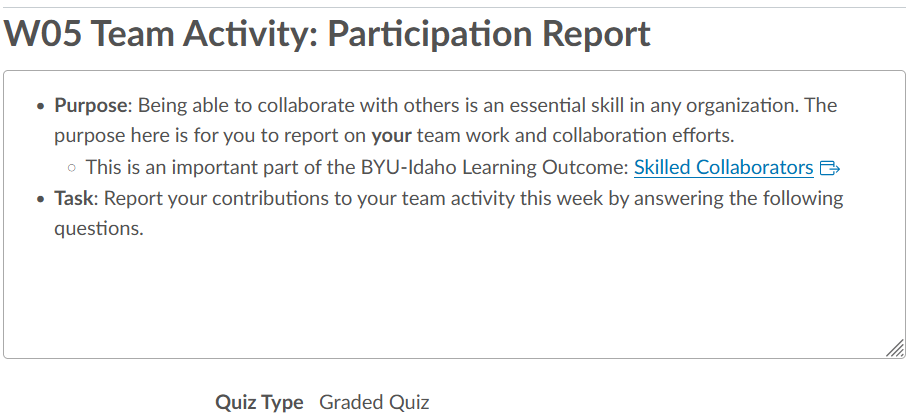 W05 Team Activity: Participation Report
Purpose: Being able to collaborate with others is an essential skill in any organization. The
purpose here is for you to report on your team work and collaboration efforts.
This is an important part of the BYU-Idaho Learning Outcome: Skilled Collaborators
Task: Report your contributions to your team activity this week by answering the following
questions.
Quiz Type Graded Quiz